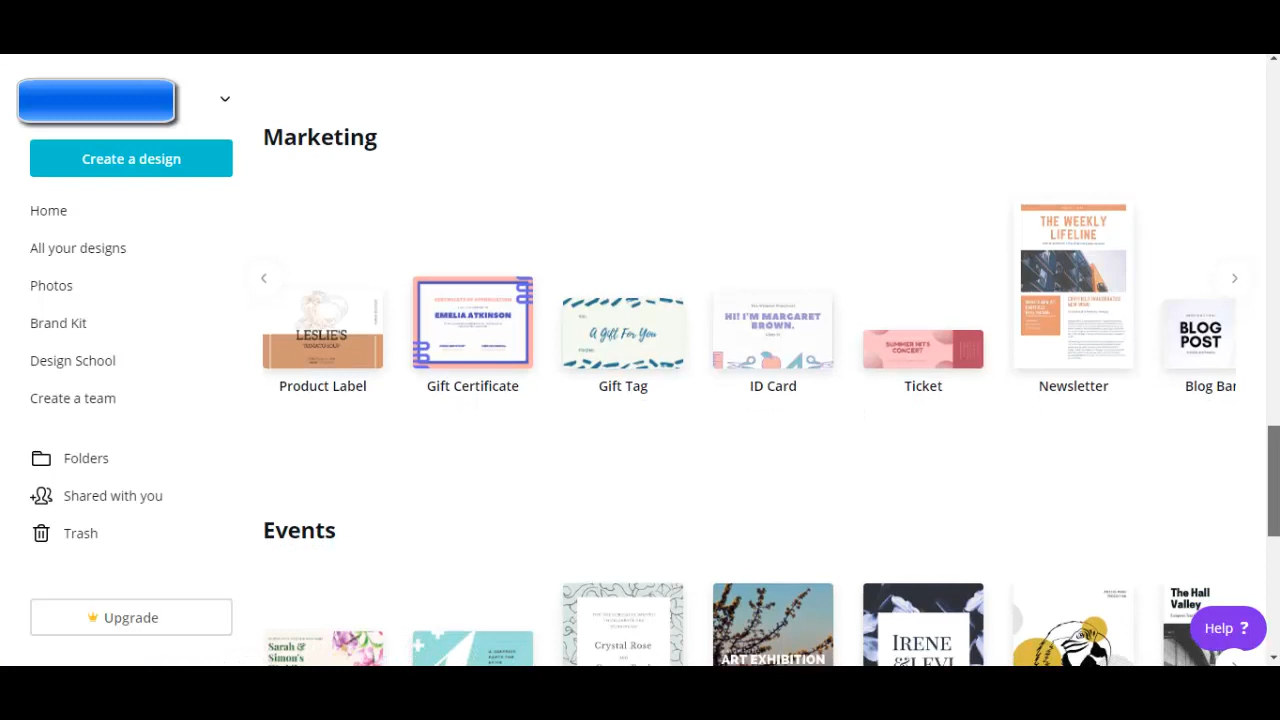 Create a design
Home
All your designs
Photos
Brand Kit
Design School
Create a team
Folders
Shared with you
Trash
Upgrade
Marketing
LESLIE'S
EMELIA ATKINSON
A Gift For You
HI! I'M MARGARET
BROWN.
SUMMER HITS
CONCERT
THE WEEKLY
LIFELINE
BLOG
POST
Product Label
Gift Certificate
Gift Tag
ID Card
Ticket
Newsletter
Blog Bar
Events
Sarah &
Simon's
Crystal Rose
ART EXHIBITION
IRENE
&LEVI
The Hall
Valley
Help ?